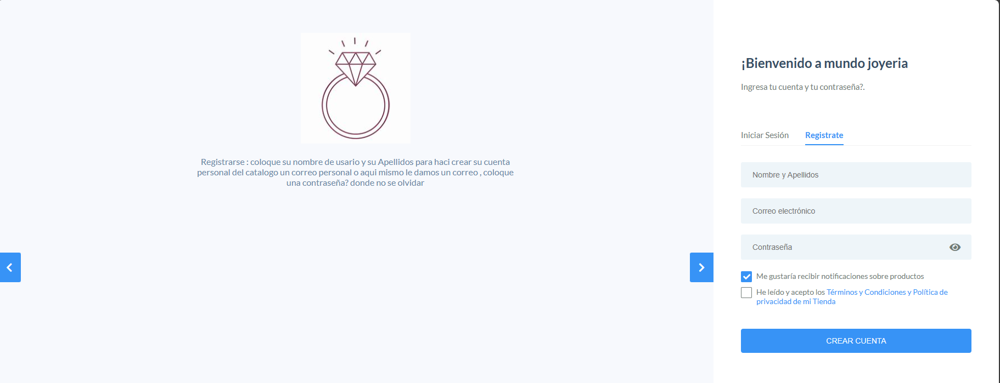 Registrarse : coloque su nombre de usario y su Apellidos para haci crear su cuenta
personal del catalogo un correo personal o aqui mismo le damos un correo , coloque
una contraseña? donde no se olvidar
¡Bienvenido a mundo joyeria
Ingresa tu cuenta y tu contraseña?.
Iniciar Sesión Registrate
Nombre y Apellidos
Correo electrónico
Contraseña
Me gustaría recibir notificaciones sobre productos
He leído y acepto los Términos y Condiciones y Política de
privacidad de mi Tienda
CREAR CUENTA